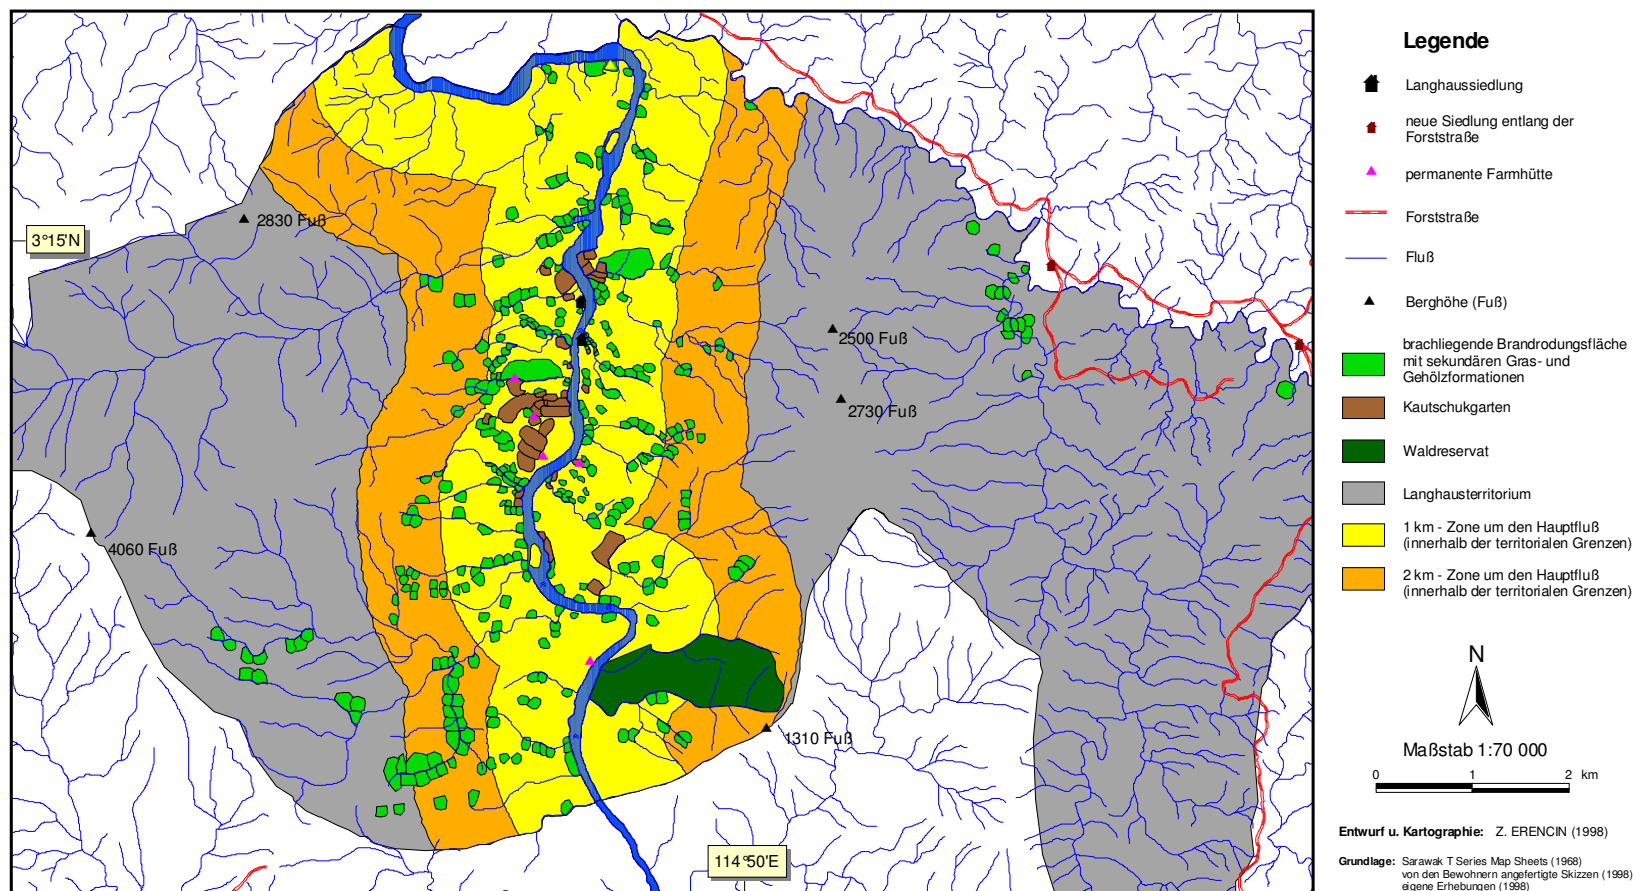 2830 Fuß
3°15'N
2500 Fuß
2730 Fuß
4060 Fuß
1310 Fuß
114°50'E
Legende
Langhaussiedlung
neue Siedlung entlang der
Forststraße
permanente Farmhütte
Forststraße
Fluß
Berghöhe (Fuß)
brachliegende Brandrodungsfläche
mit sekundären Gras- und
Gehölzformationen
Kautschukgarten
Waldreservat
Langhausterritorium
1 km - Zone um den Hauptfluß
(innerhalb der territorialen Grenzen)
2 km - Zone um den Hauptfluß
(innerhalb der territorialen Grenzen)
N
Maßstab 1:70 000
0 1 2 km
Entwurf u. Kartographie: Z. ERENCIN (1998)
Grundlage: Sarawak T Series Map Sheets (1968)
von den Bewohnern angefertigte Skizzen (1998)
eigene Erhebungen (1998)